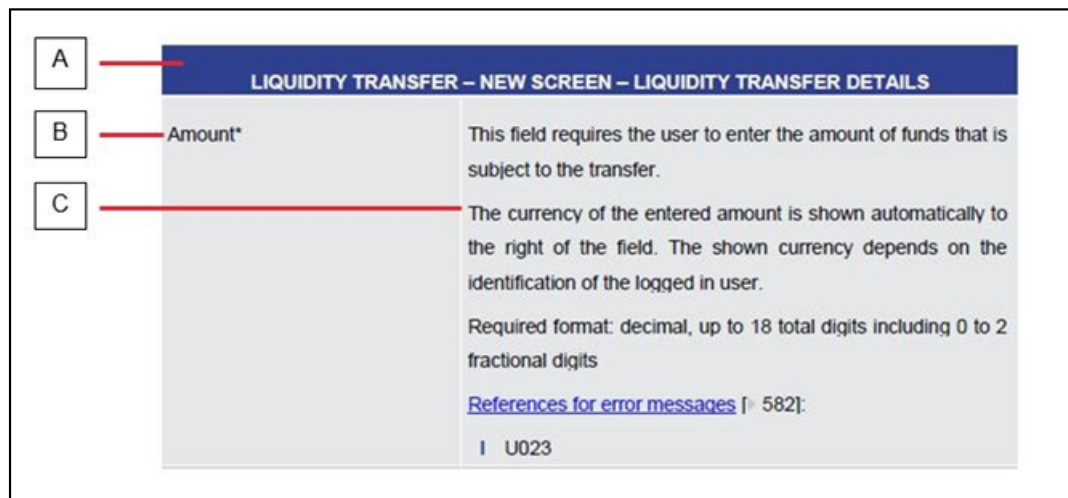 A
LIQUIDITY TRANSFER – NEW SCREEN – LIQUIDITY TRANSFER DETAILS
B
Amount*
This field requires the user to enter the amount of funds that is
subject to the transfer.
C
The currency of the entered amount is shown automatically to
the right of the field. The shown currency depends on the
identification of the logged in user.
Required format: decimal, up to 18 total digits including 0 to 2
fractional digits
References for error messages [▹ 582]:
I U023